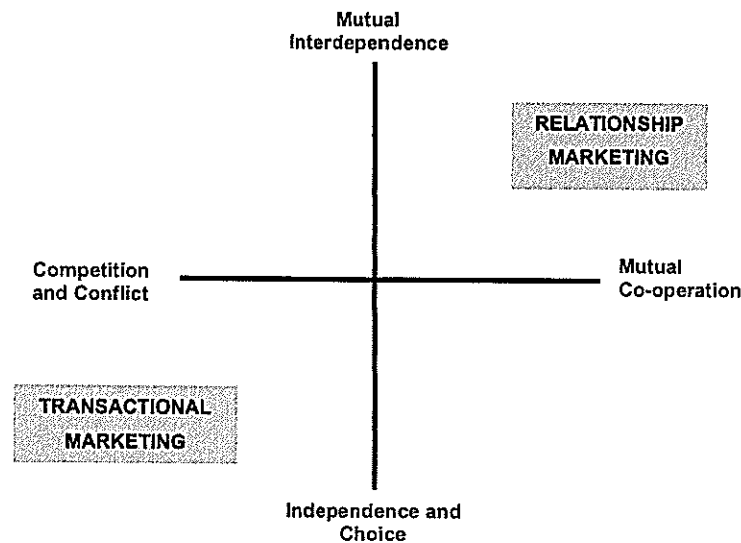 Mutual
Interdependence
RELATIONSHIP
MARKETING
Competition
and Conflict
Mutual
Co-operation
TRANSACTIONAL
MARKETING
Independence and
Choice